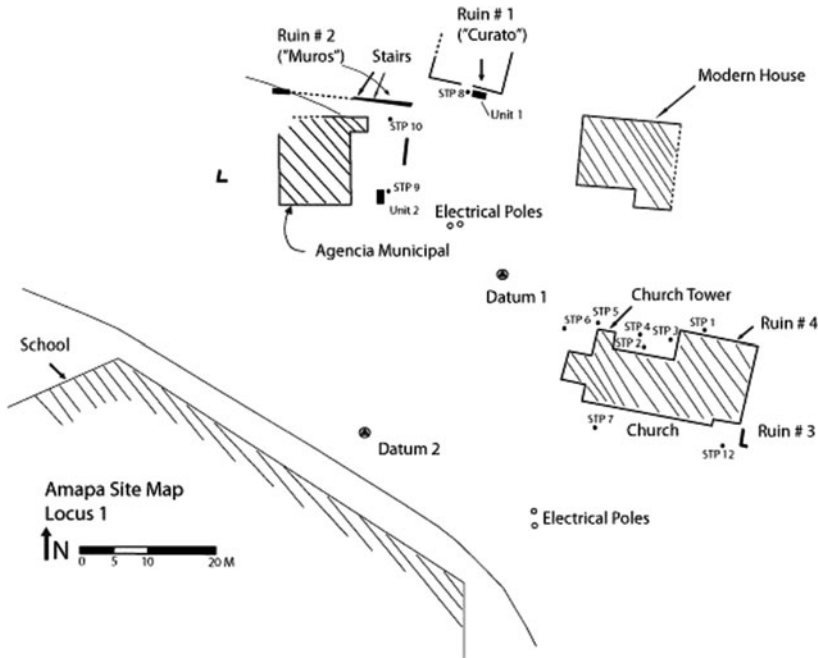 Ruin # 1
("Curato")
Ruin # 2
("Muros")
Stairs
Modern House
STP 8
Unit 1
STP 10
STP 9
Unit 2
Electrical Poles
Agencia Municipal
Datum 1
Church Tower
STP 6
STP 5
STP 4
STP 3
STP 1
STP 2
Ruin # 4
School
STP 7
Church
Ruin # 3
STP 12
Datum 2
Amapa Site Map
Locus 1
N
0 5 10 20 M
Electrical Poles